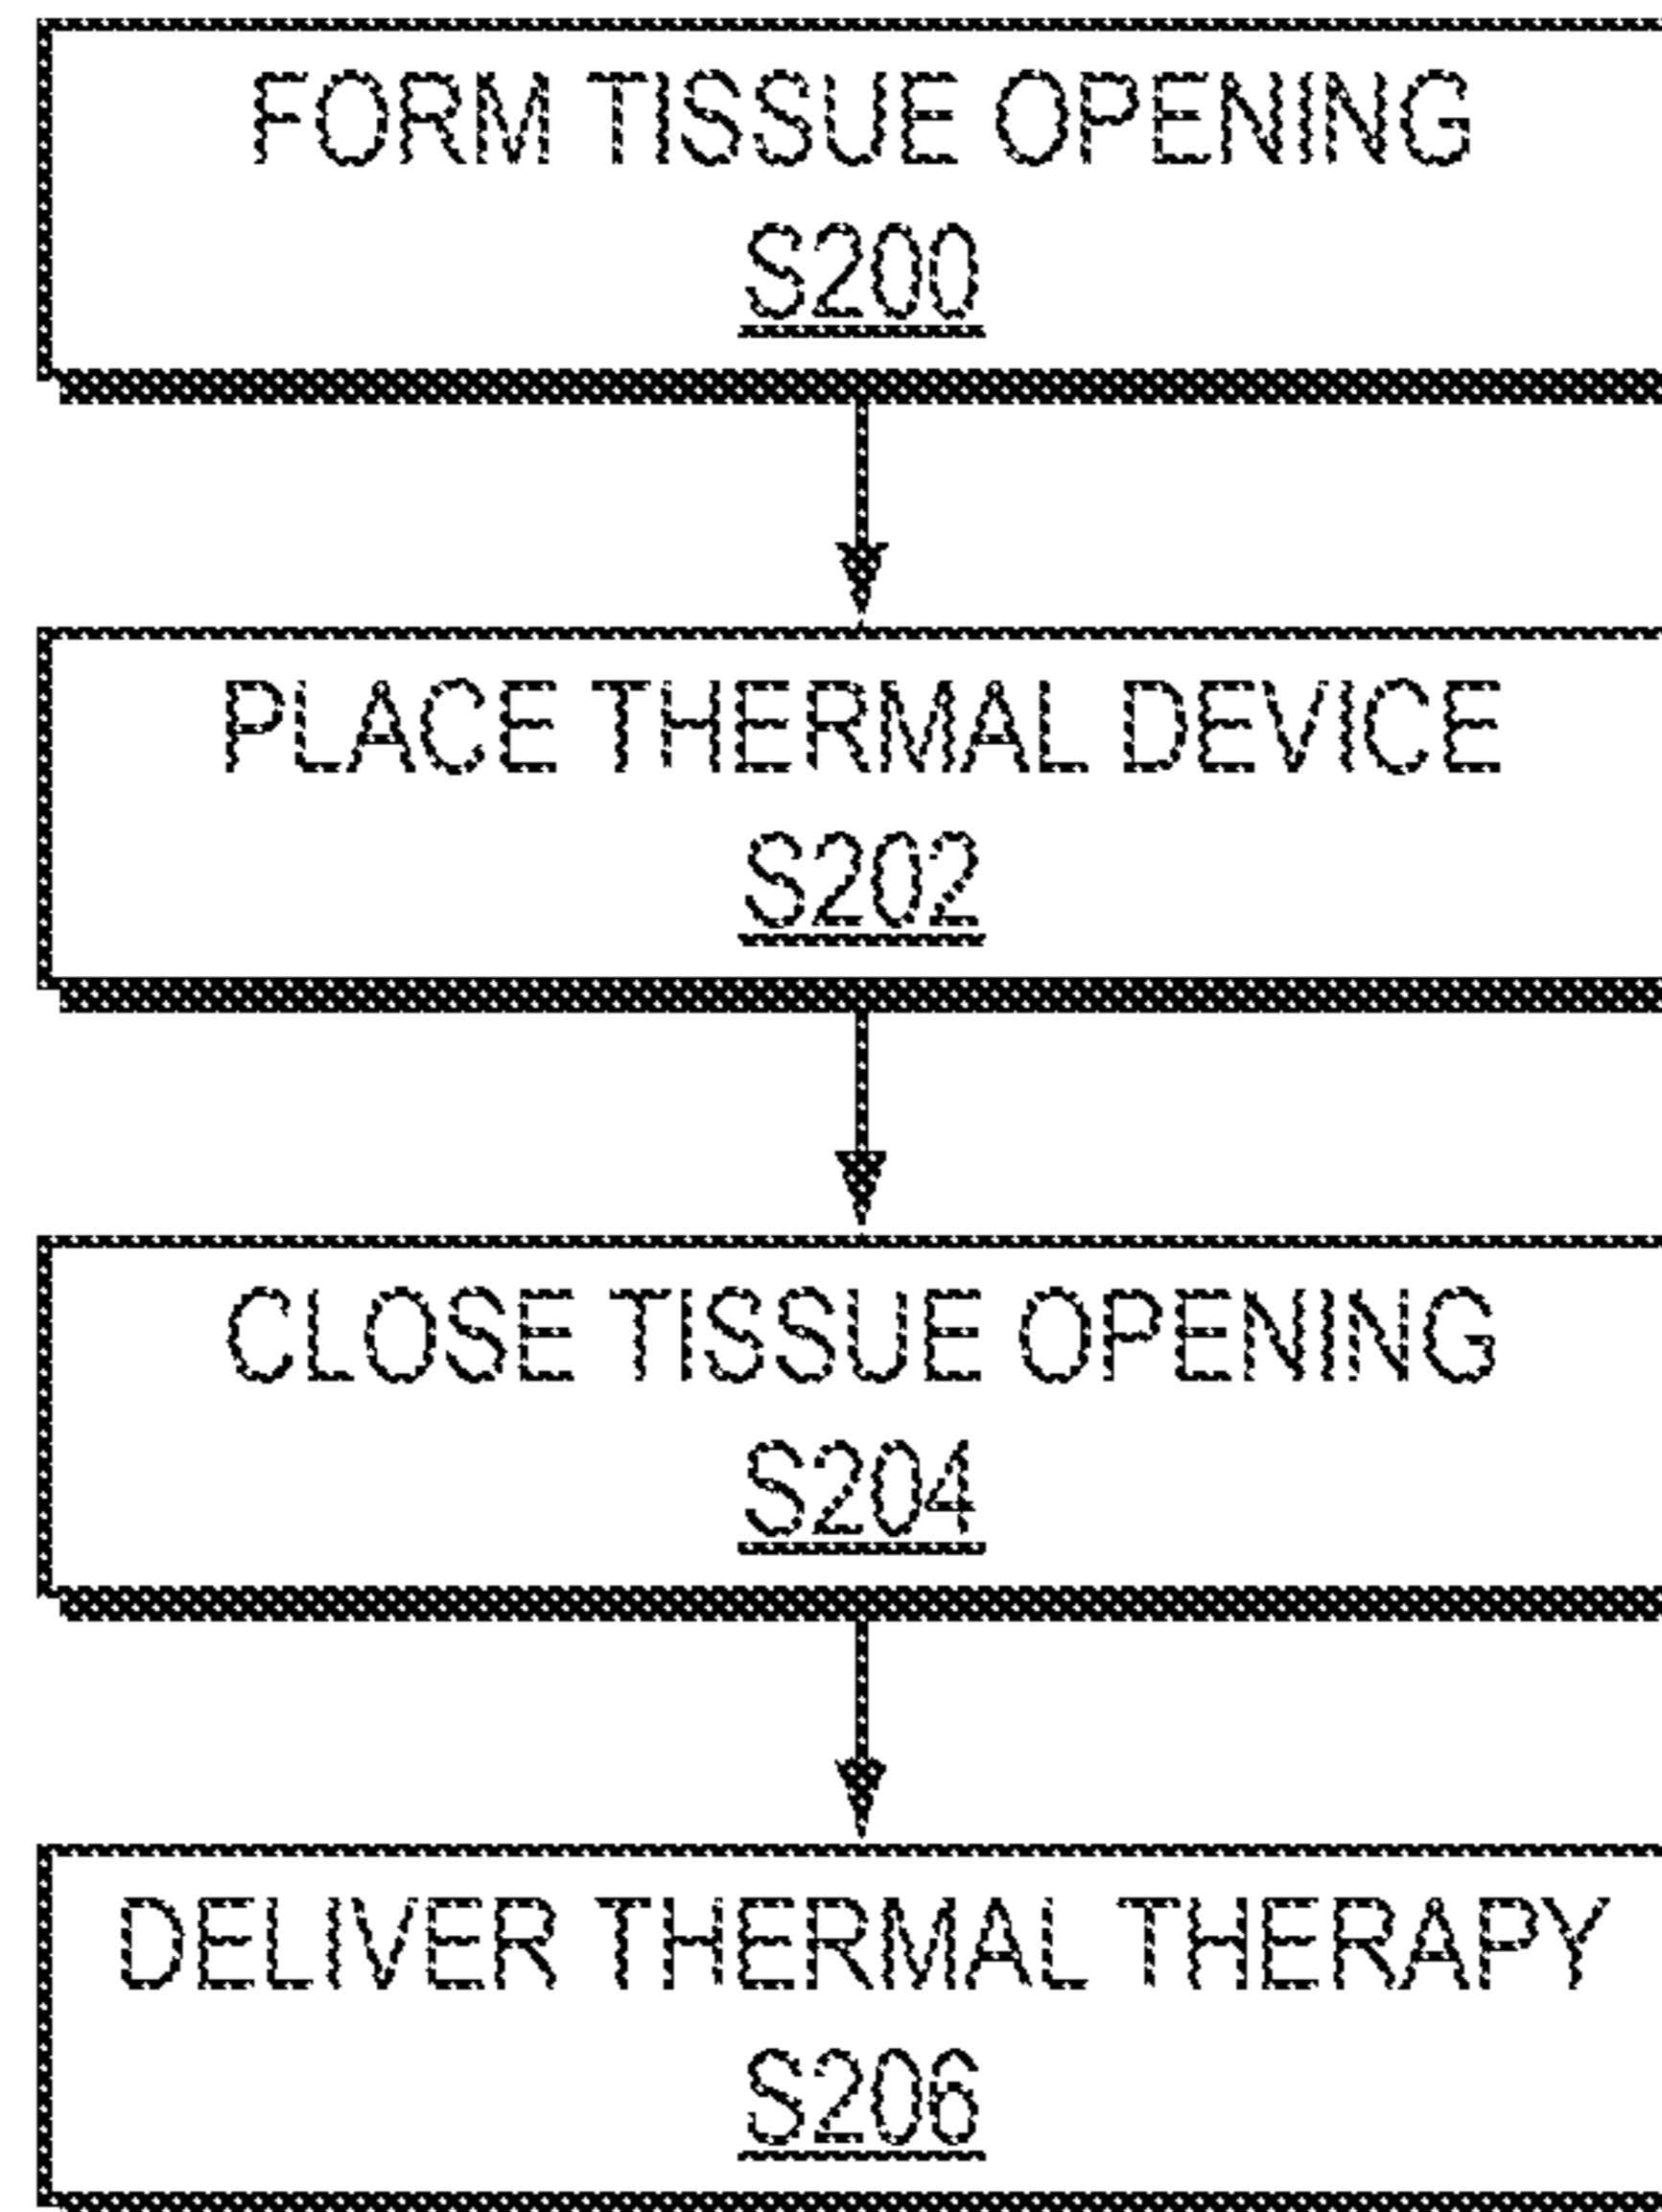 FORM TISSUE OPENING
S200
PLACE THERMAL DEVICE
S202
CLOSE TISSUE OPENING
S204
DELIVER THERMAL THERAPY
S206